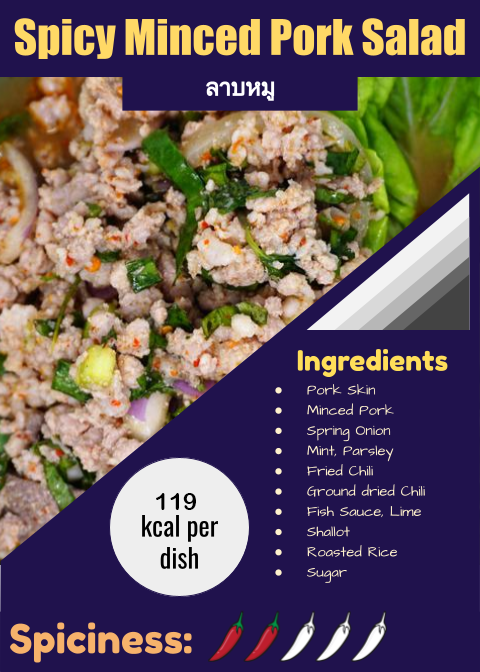 Spicy Minced Pork Salad
ลาบหมู
Ingredients
Pork Skin
Minced Pork
Spring Onion
Mint, Parsley
Fried Chili
Ground dried Chili
Fish Sauce, Lime
Shallot
Roasted Rice
Sugar
119
kcal per
dish
Spiciness: